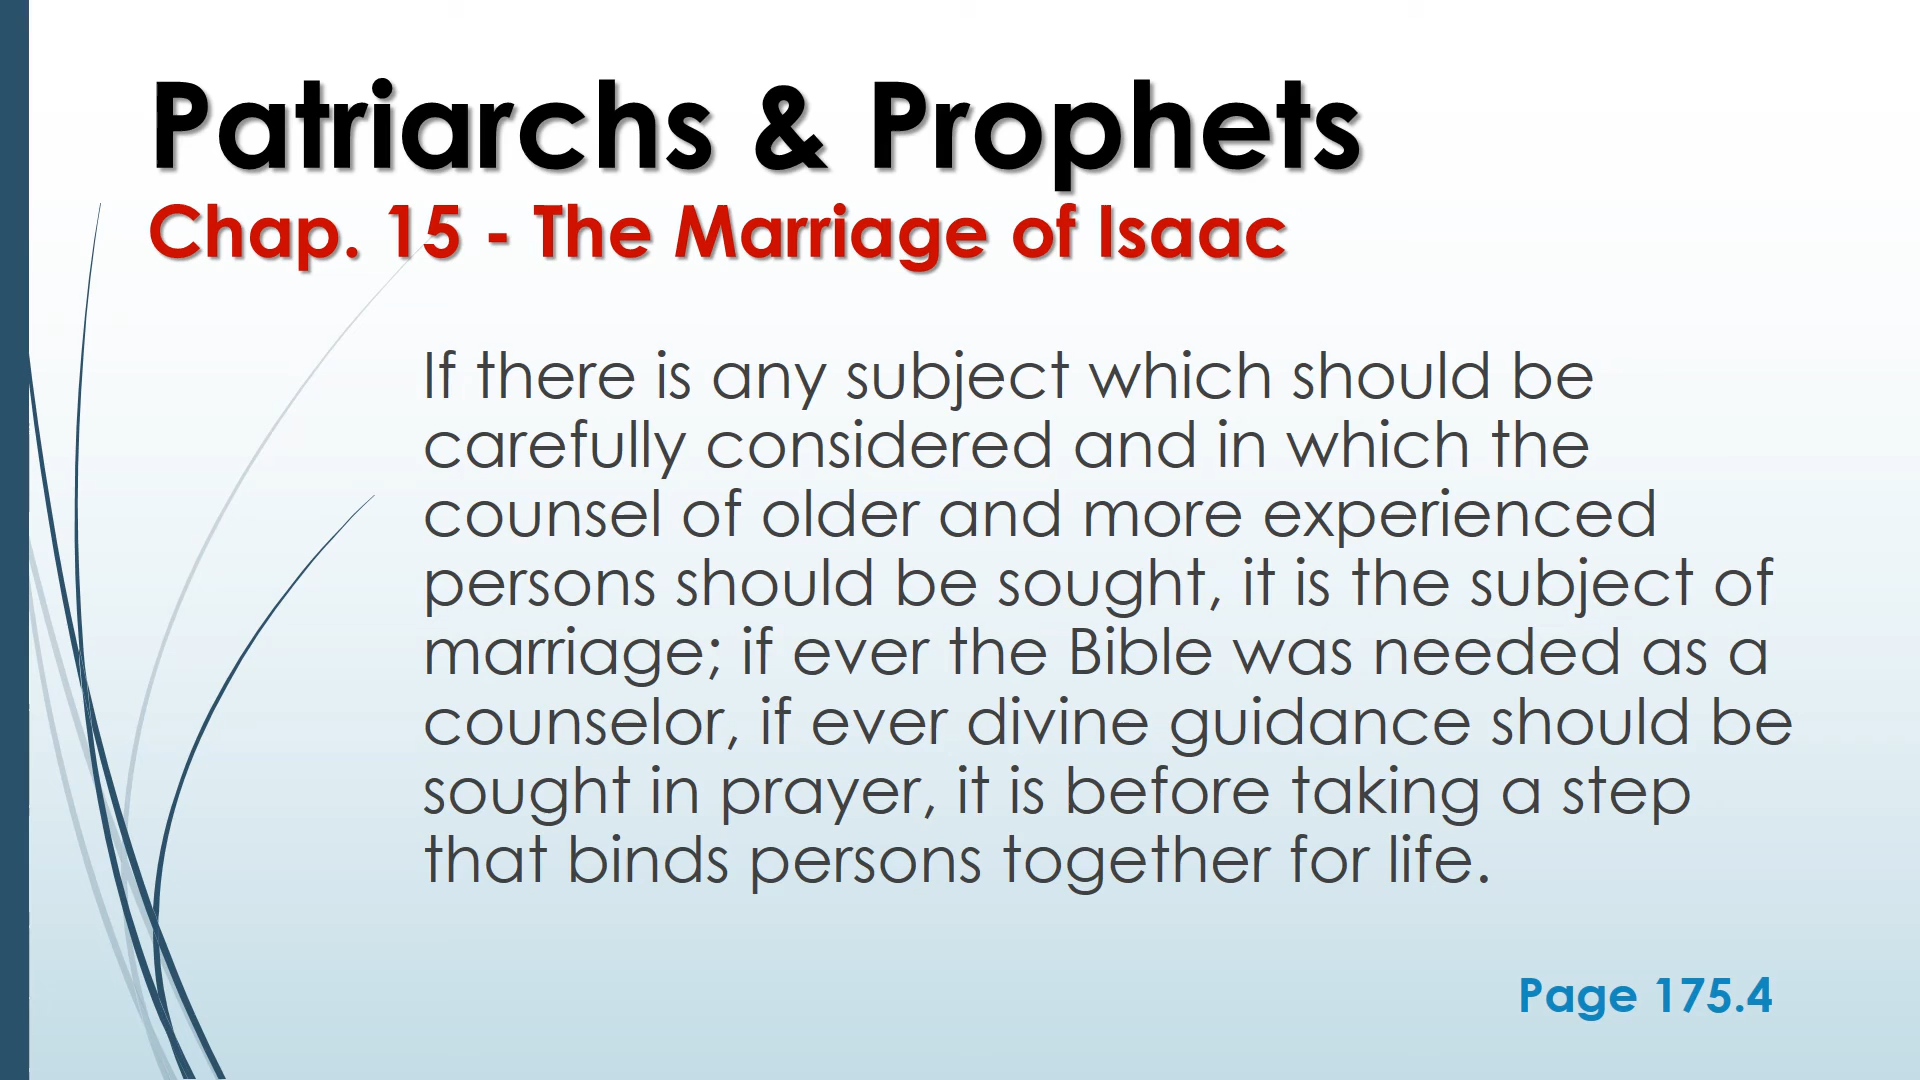 Patriarchs & Prophets
Chap. 15 - The Marriage of Isaac
If there is any subject which should be
carefully considered and in which the
counsel of older and more experienced
persons should be sought, it is the subject of
marriage; if ever the Bible was needed as a
counselor, if ever divine guidance should be
sought in prayer, it is before taking a step
that binds persons together for life.
Page 175.4